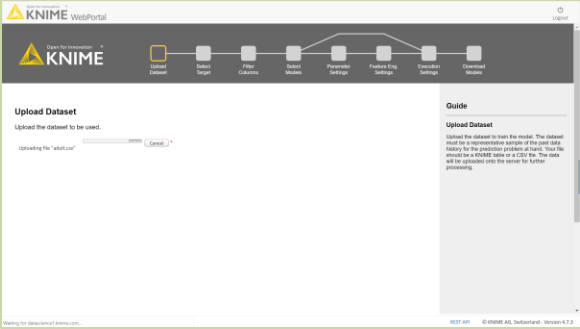 Open for Innovation
KNIME WebPortal
Logout
Open for Innovation
KNIME
Upload Dataset
Select Target
Filter Columns
Select Models
Parameter Settings
Feature Eng. Settings
Execution Settings
Download Models
Upload Dataset
Upload the dataset to be used.
Uploading file "adult.csv"
Cancel
*
Guide
Upload Dataset
Upload the dataset to train the model. The dataset
must be a representative sample of the past data
history for the prediction problem at hand. Your file
should be a KNIME table or a CSV file. The data
will be uploaded onto the server for further
processing.
Waiting for datascience1.knime.com...
REST API
© KNIME AG, Switzerland - Version 4.7.3